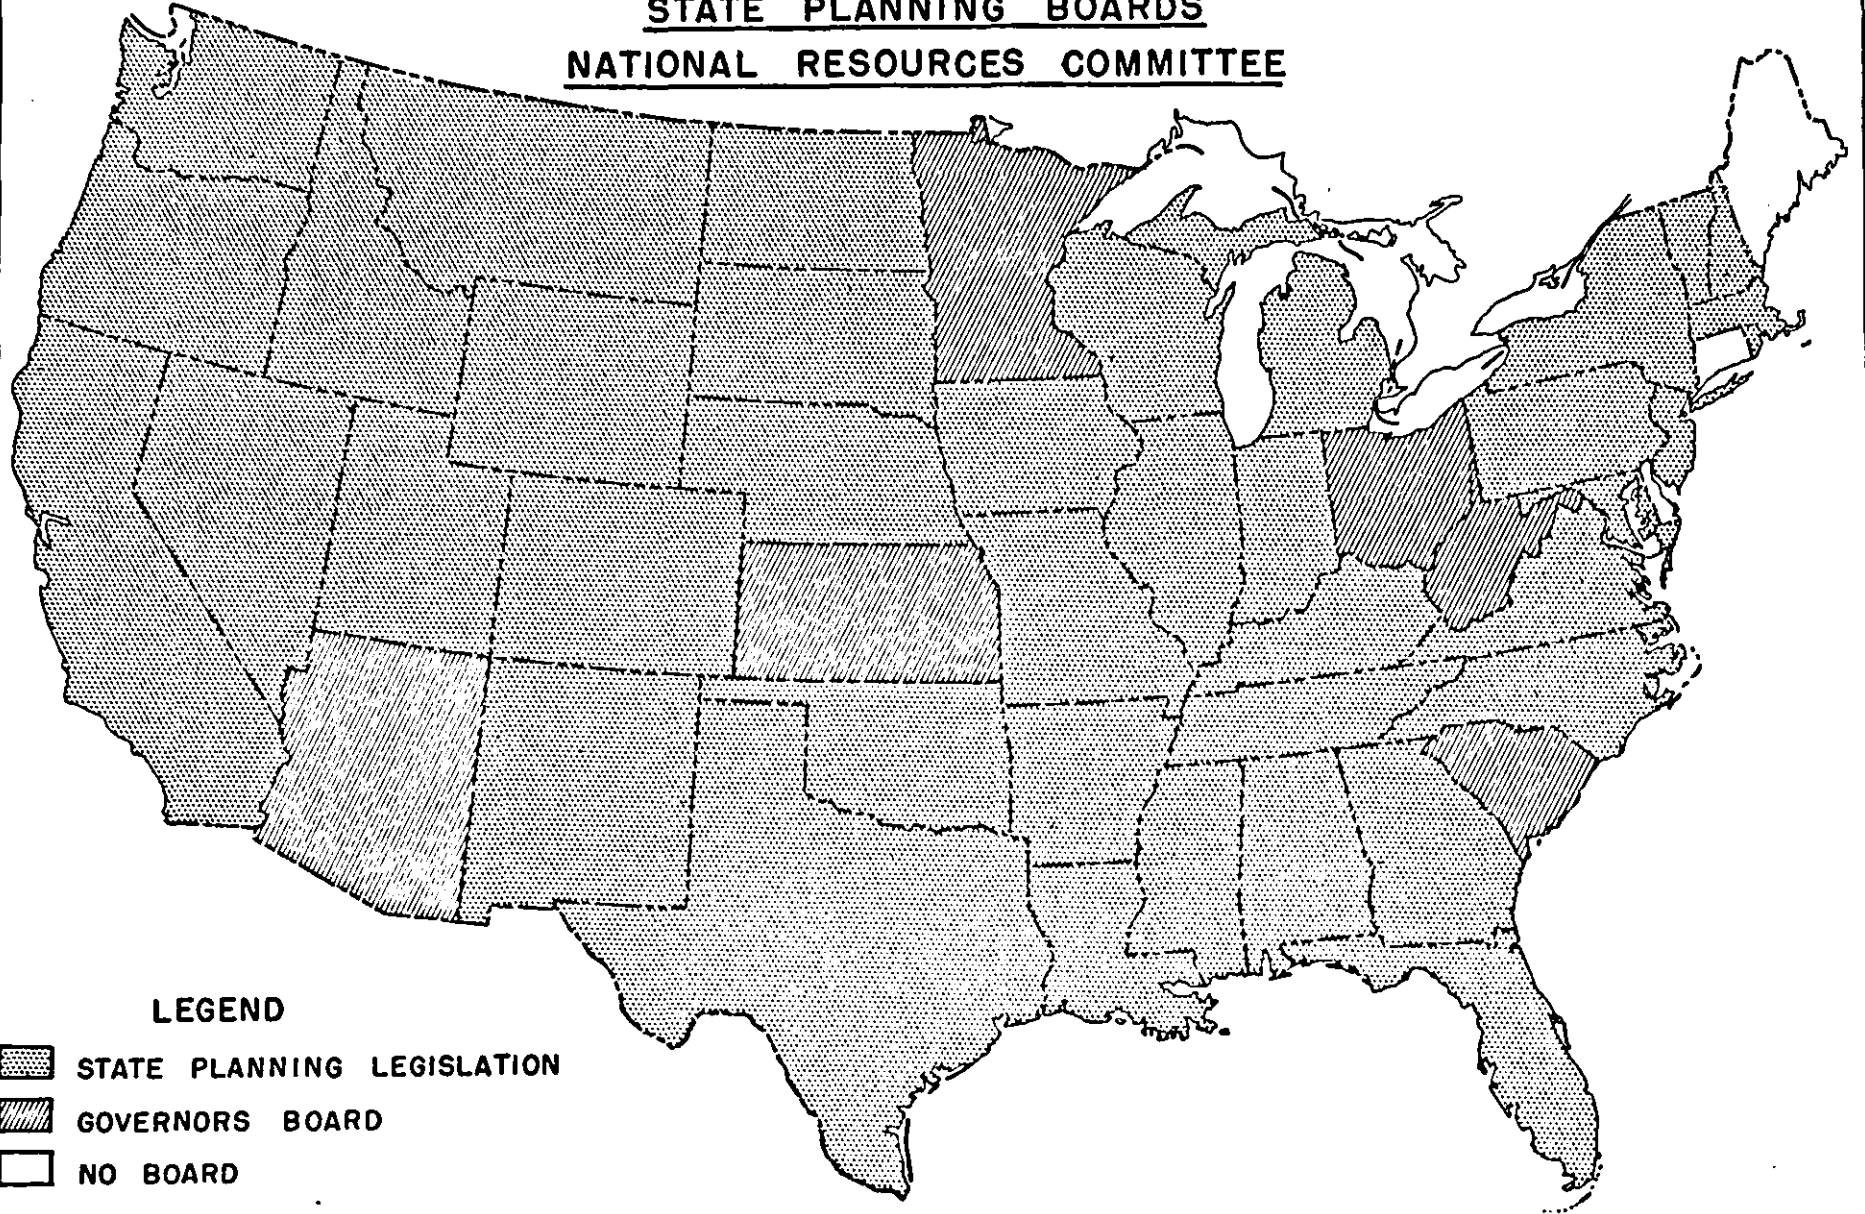 STATE PLANNING BOARDS
NATIONAL RESOURCES COMMITTEE
LEGEND
STATE PLANNING LEGISLATION
GOVERNORS BOARD
NO BOARD